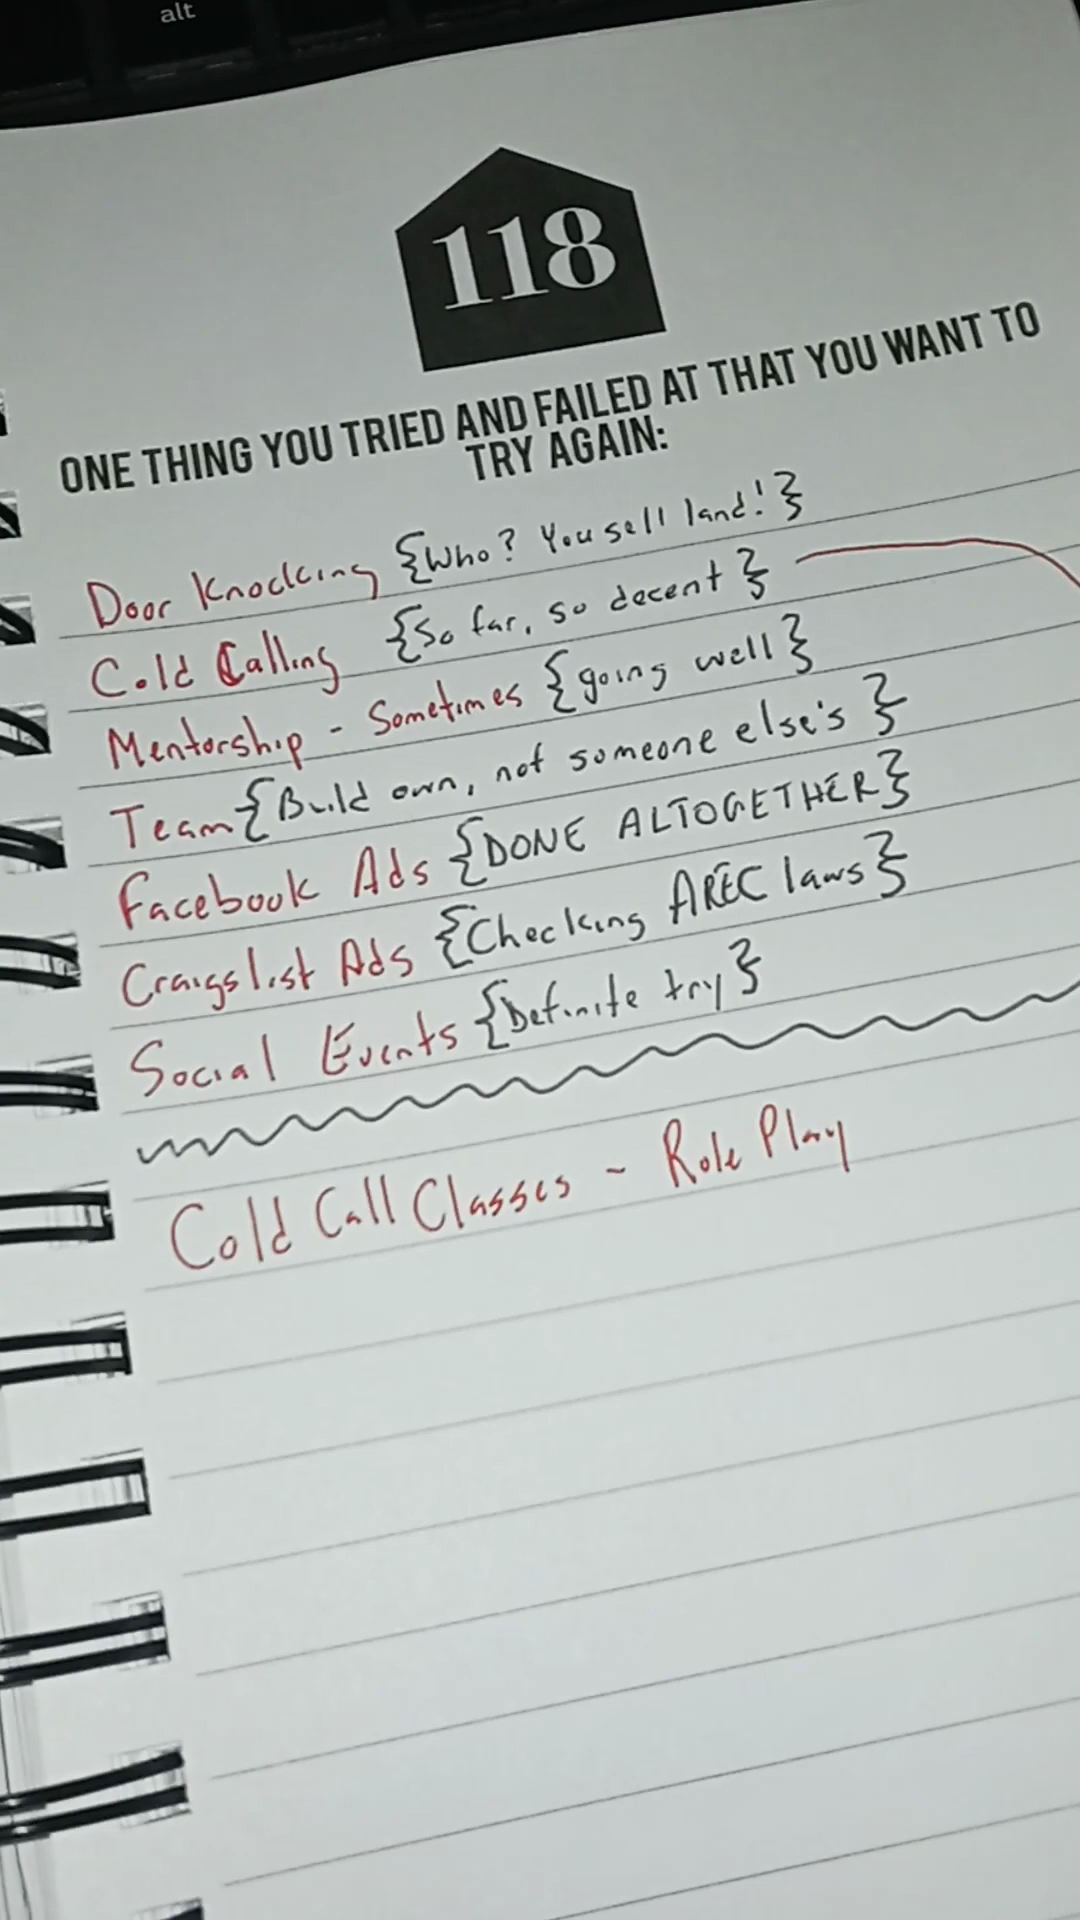 alt
118
ONE THING YOU TRIED AND FAILED AT THAT YOU WANT TO
TRY AGAIN:
Door Knocking {Who? You sell land!}
Cold Calling {So far, so decent}
Mentorship - Sometimes {going well}
Team {Build own, not someone else's}
Facebook Ads {DONE ALTOGETHER}
Craigslist Ads {Checking AREC laws}
Social Events {Definite try}
Cold Call Classes - Role Play